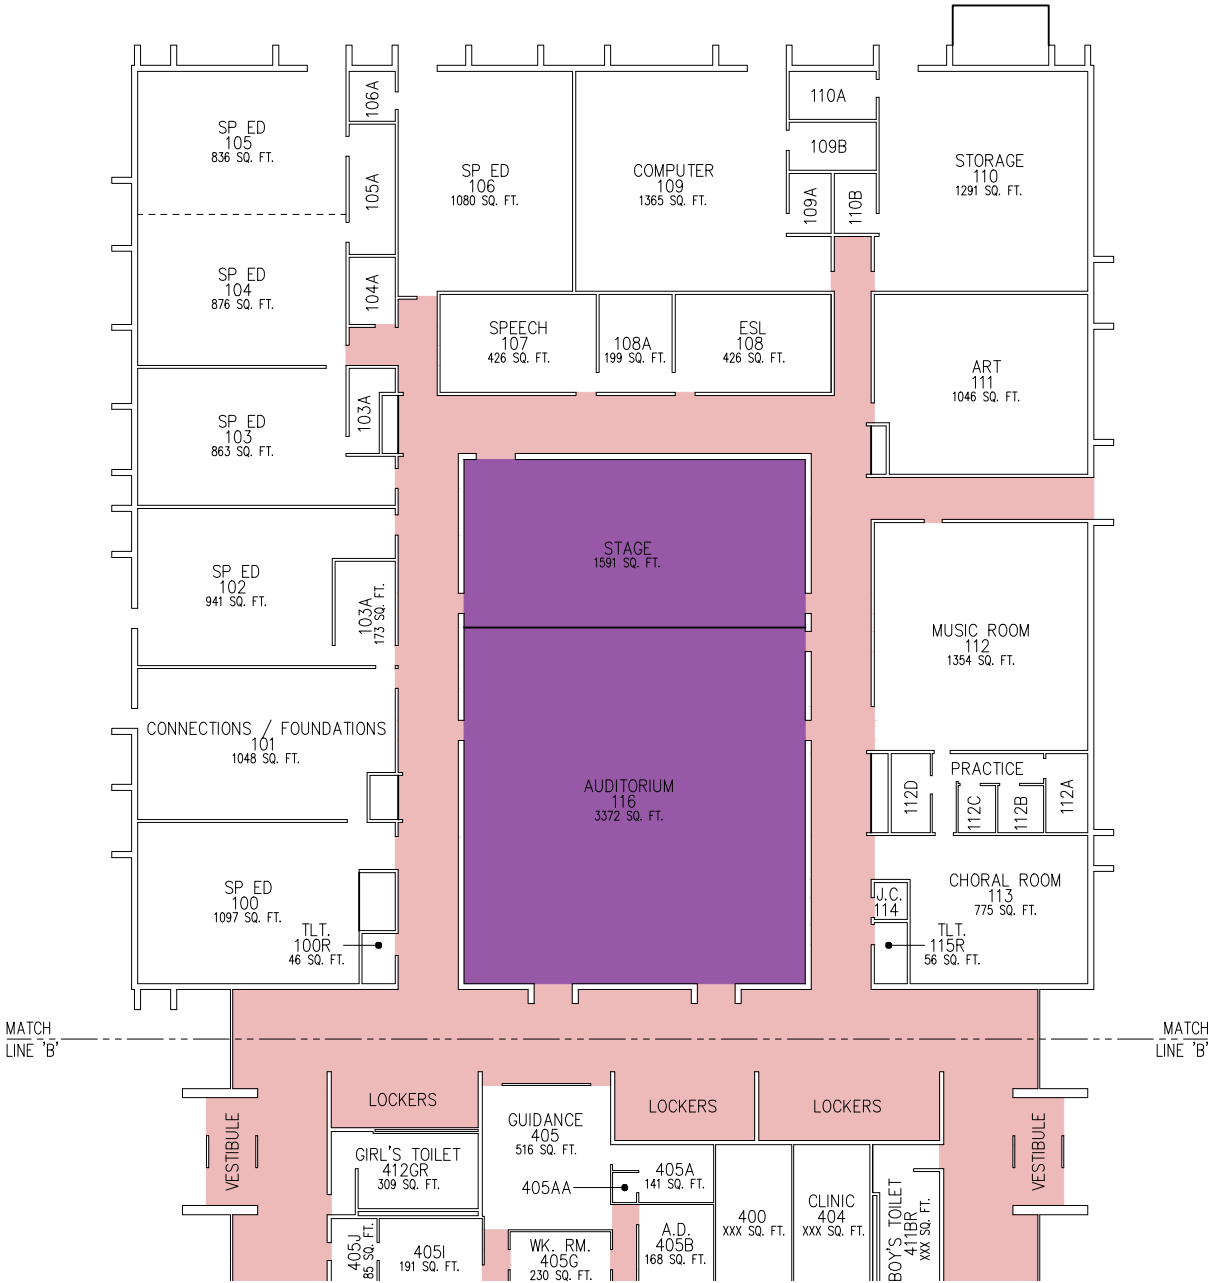 106A
110A
SP ED
105
836 SQ. FT.
109B
STORAGE
110
1291 SQ. FT.
SP ED
106
1080 SQ. FT.
COMPUTER
109
1365 SQ. FT.
105A
109A
110B
SP ED
104
876 SQ. FT.
104A
SPEECH
107
426 SQ. FT.
108A
199 SQ. FT.
ESL
108
426 SQ. FT.
ART
111
1046 SQ. FT.
SP ED
103
863 SQ. FT.
103A
STAGE
1591 SQ. FT.
SP ED
102
941 SQ. FT.
103A
173 SQ. FT.
MUSIC ROOM
112
1354 SQ. FT.
CONNECTIONS / FOUNDATIONS
101
1048 SQ. FT.
AUDITORIUM
116
3372 SQ. FT.
PRACTICE
112D
112C
112B
112A
SP ED
100
1097 SQ. FT.
CHORAL ROOM
113
775 SQ. FT.
J.C.
114
TLT.
100R
46 SQ. FT.
TLT.
115R
56 SQ. FT.
MATCH
LINE 'B'
MATCH
LINE 'B'
LOCKERS
LOCKERS
LOCKERS
VESTIBULE
GUIDANCE
405
516 SQ. FT.
VESTIBULE
GIRL'S TOILET
412GR
309 SQ. FT.
405A
141 SQ. FT.
405AA
400
XXX SQ. FT.
CLINIC
404
XXX SQ. FT.
BOY'S TOILET
411BR
XXX SQ. FT.
A.D.
405B
168 SQ. FT.
405J
85 SQ. FT.
405I
191 SQ. FT.
WK. RM.
405G
230 SQ. FT.